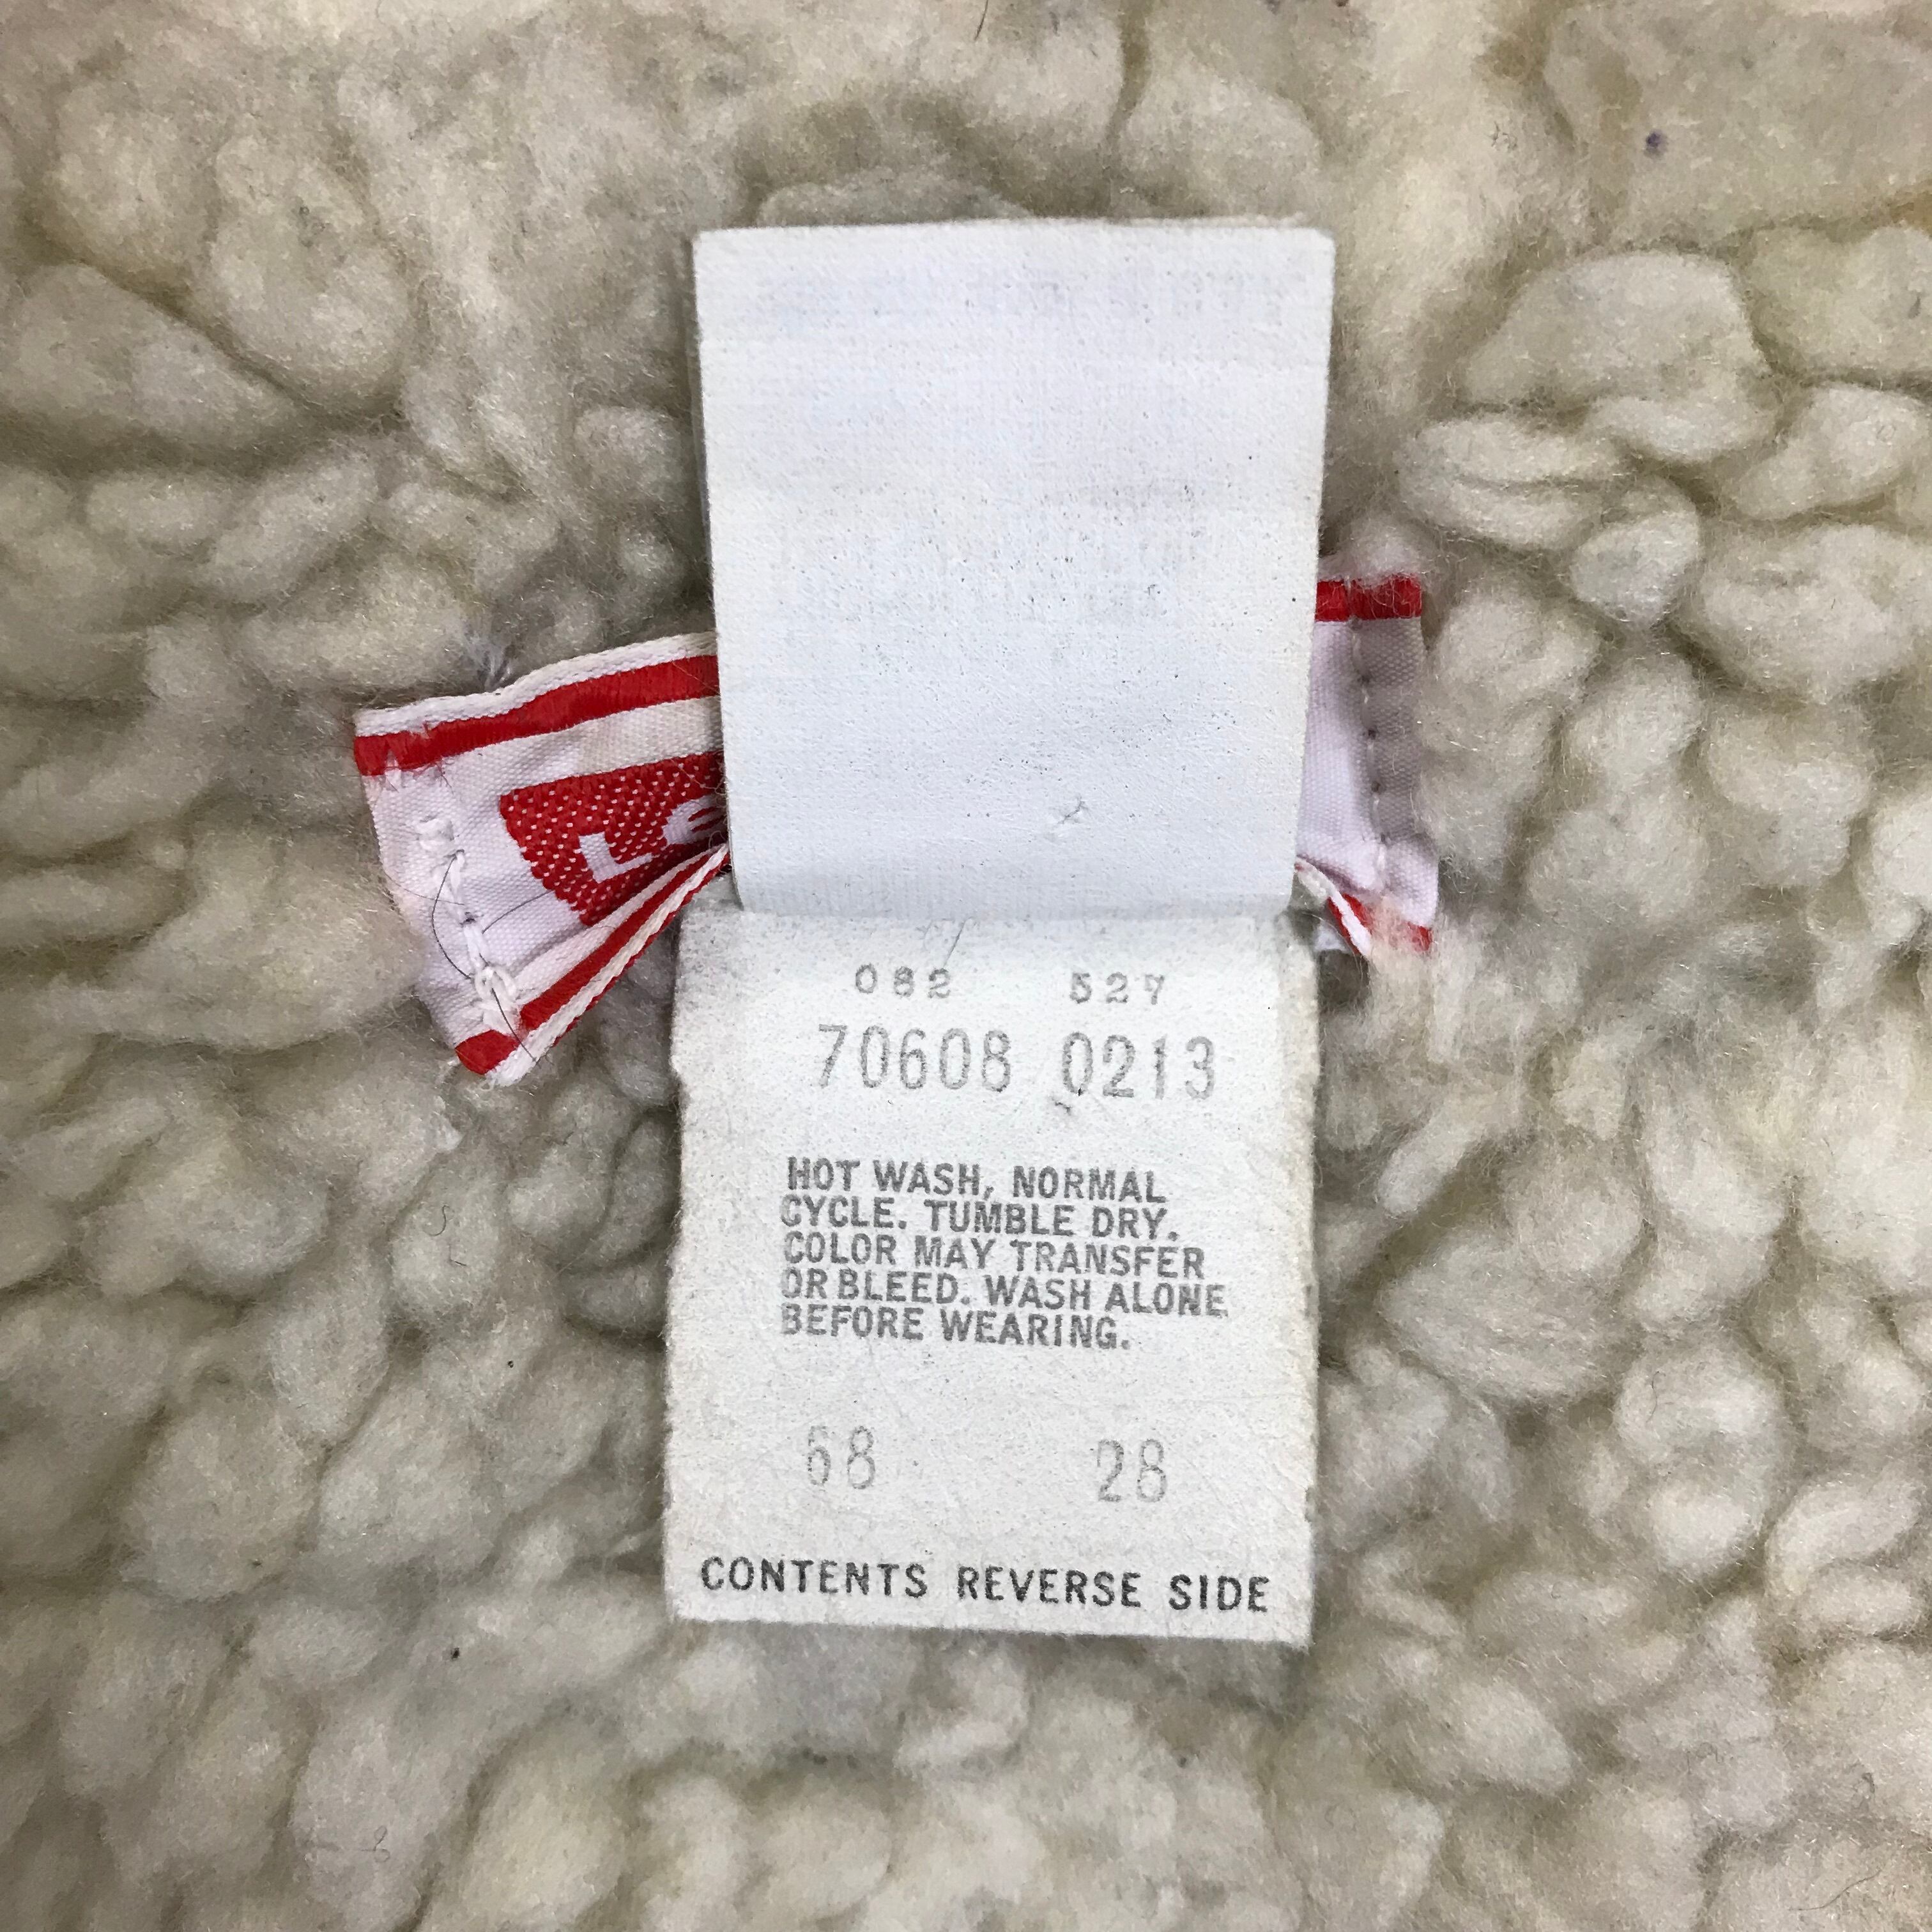 Le
082 527
70608 0213
HOT WASH, NORMAL
CYCLE. TUMBLE DRY.
COLOR MAY TRANSFER
OR BLEED. WASH ALONE
BEFORE WEARING.
68 28
CONTENTS REVERSE SIDE